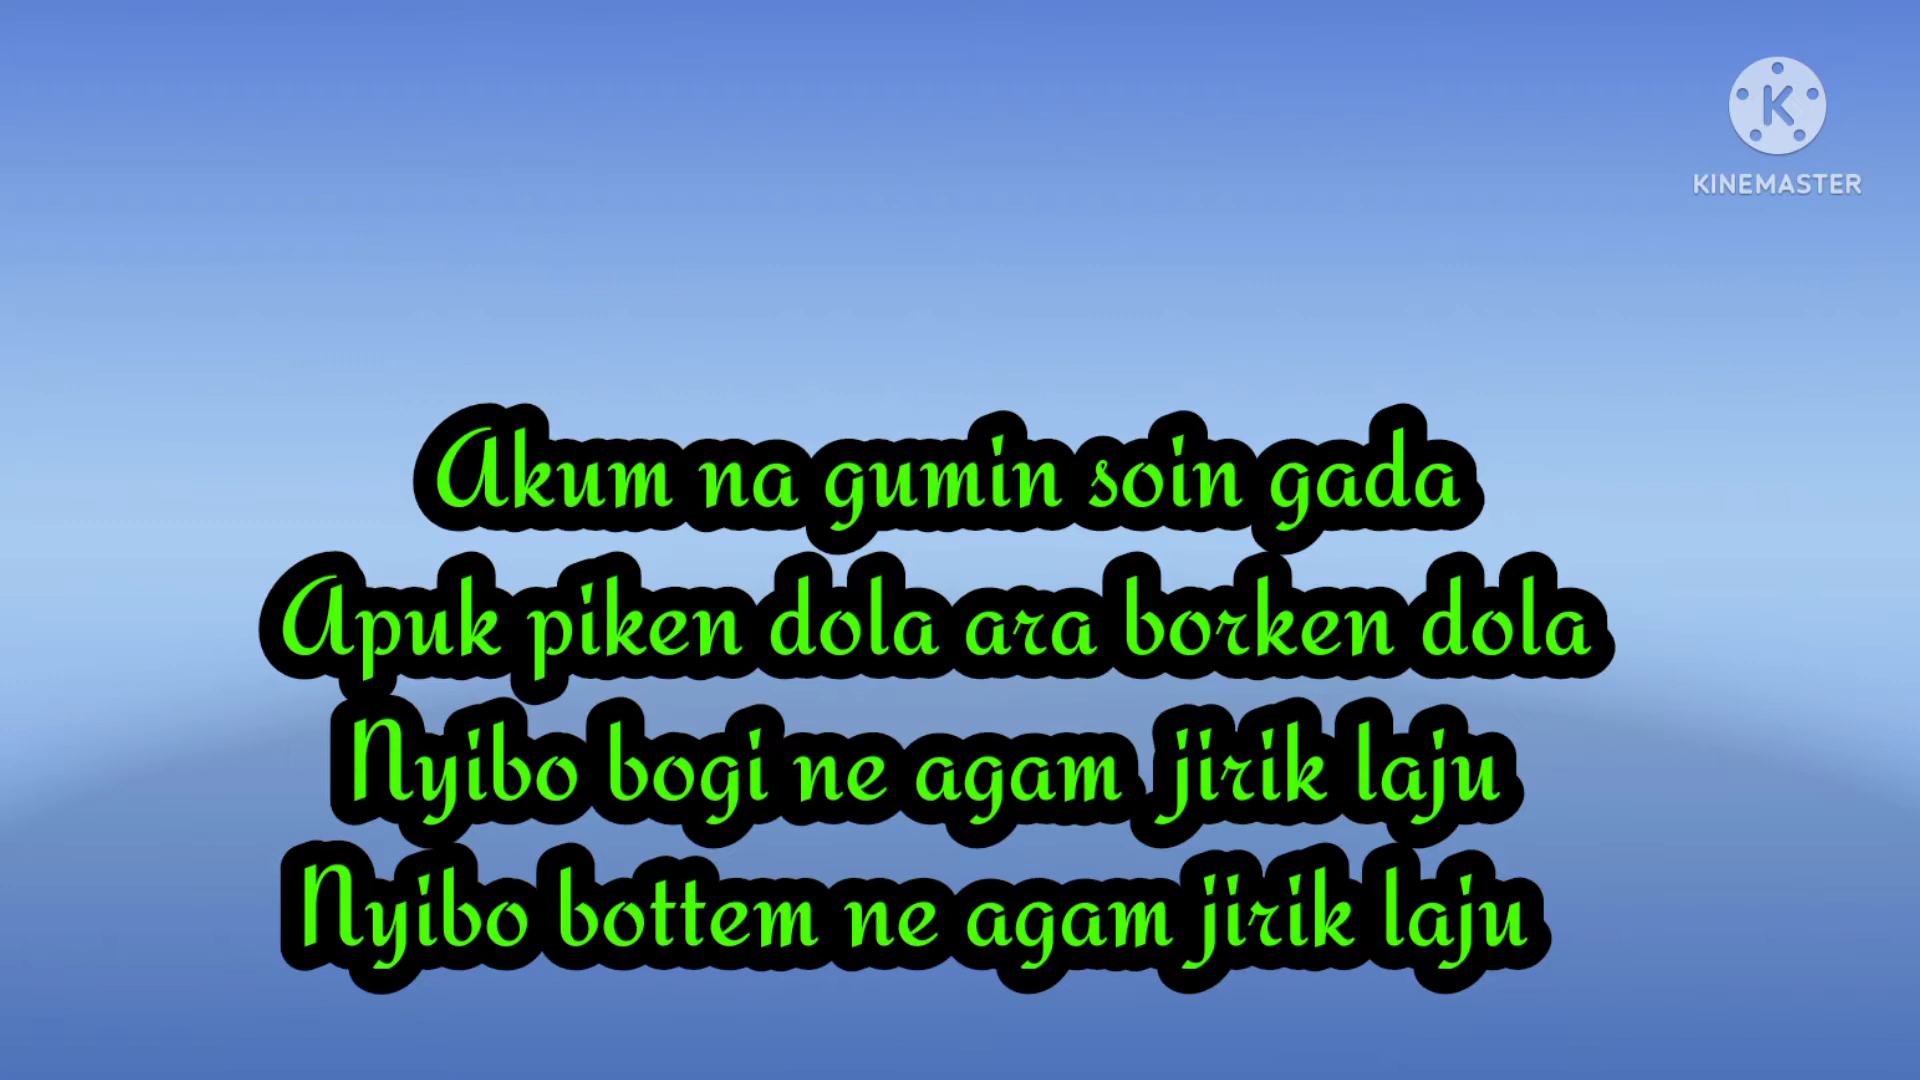 KINEMASTER
Akum na gumin soin gada
Apuk piken dola ara borken dola
Nyibo bogi ne agam jirik laju
Nyibo bottem ne agam jirik laju